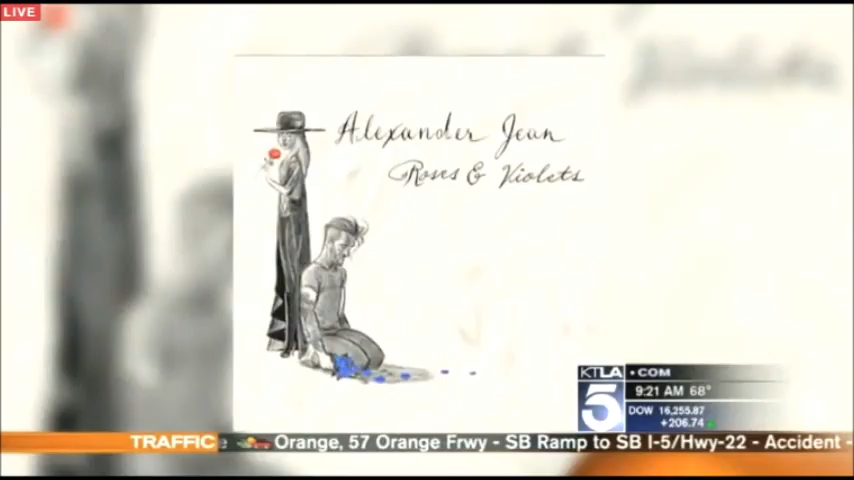 LIVE
Alexander Jean
Roses & Violets
KTLA • COM
5
9:21 AM 68°
DOW 16,255.87
+206.74
TRAFFIC Orange, 57 Orange Frwy - SB Ramp to SB I-5/Hwy-22 - Accident -